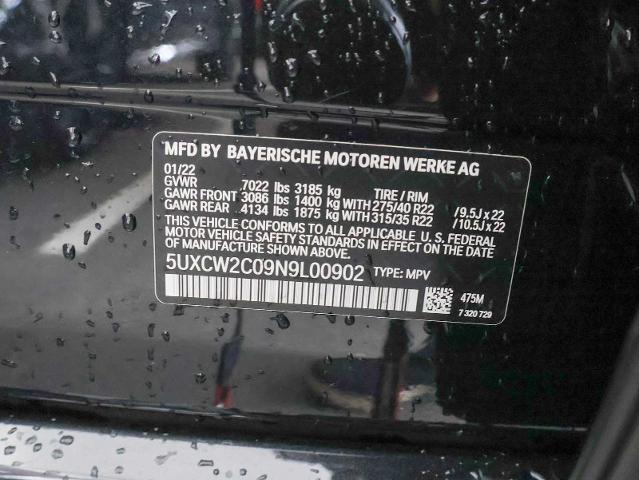 MFD BY BAYERISCHE MOTOREN WERKE AG
01/22
GVWR 7022 lbs 3185 kg TIRE / RIM
GAWR FRONT 3086 lbs 1400 kg WITH 275/40 R22 /9.5J x 22
GAWR REAR 4134 lbs 1875 kg WITH 315/35 R22 /10.5J x 22
THIS VEHICLE CONFORMS TO ALL APPLICABLE U.S. FEDERAL
MOTOR VEHICLE SAFETY STANDARDS IN EFFECT ON THE DATE
OF MANUFACTURE SHOWN ABOVE.
5UXCW2C09N9L00902 TYPE: MPV
475M
7 320 729